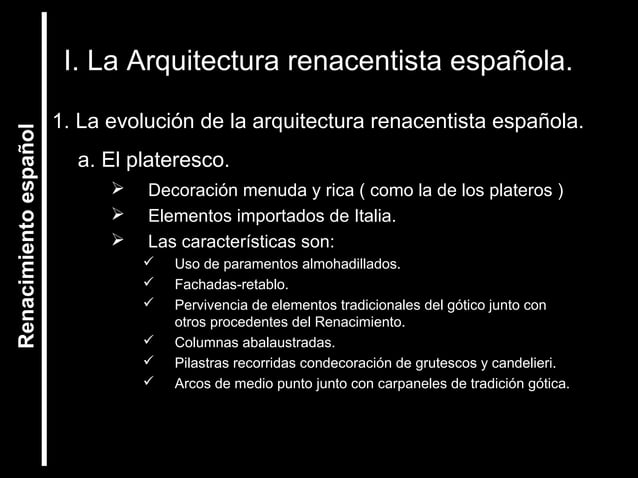 I. La Arquitectura renacentista española.
1. La evolución de la arquitectura renacentista española.
a. El plateresco.
Decoración menuda y rica ( como la de los plateros )
Elementos importados de Italia.
Las características son:
Uso de paramentos almohadillados.
Fachadas-retablo.
Pervivencia de elementos tradicionales del gótico junto con
otros procedentes del Renacimiento.
Columnas abalaustradas.
Pilastras recorridas condecoración de grutescos y candelieri.
Arcos de medio punto junto con carpaneles de tradición gótica.
Renacimiento español